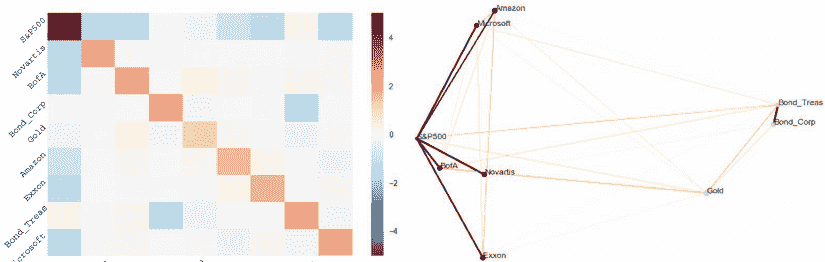 S&P500
Novartis
BofA
Bond_Corp
Gold
Amazon
Exxon
Bond_Treas
icrosoft
4
2
0
−2
−4
Amazon
Microsoft
S&P500
BofA
Novartis
Exxon
Bond_Treas
Bond_Corp
Gold